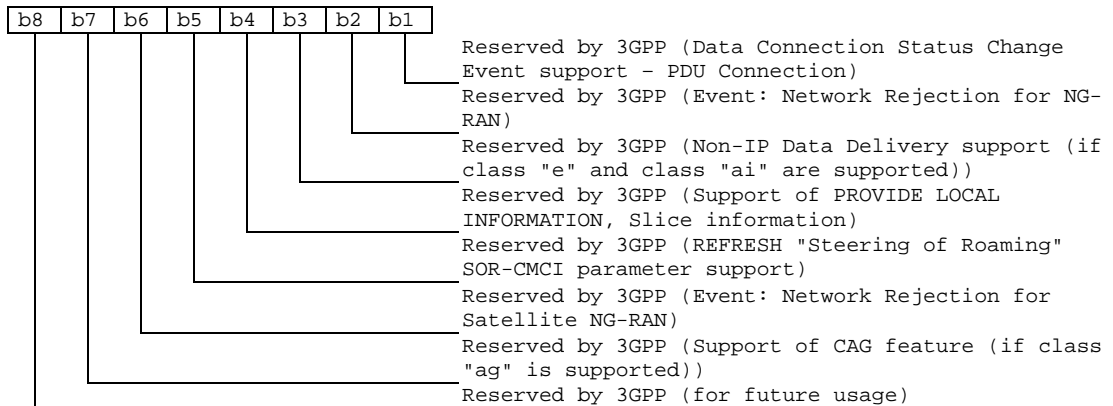 b8 b7 b6 b5 b4 b3 b2 b1
Reserved by 3GPP (Data Connection Status Change
Event support – PDU Connection)
Reserved by 3GPP (Event: Network Rejection for NG-
RAN)
Reserved by 3GPP (Non-IP Data Delivery support (if
class "e" and class "ai" are supported))
Reserved by 3GPP (Support of PROVIDE LOCAL
INFORMATION, Slice information)
Reserved by 3GPP (REFRESH "Steering of Roaming"
SOR-CMCI parameter support)
Reserved by 3GPP (Event: Network Rejection for
Satellite NG-RAN)
Reserved by 3GPP (Support of CAG feature (if class
"ag" is supported))
Reserved by 3GPP (for future usage)